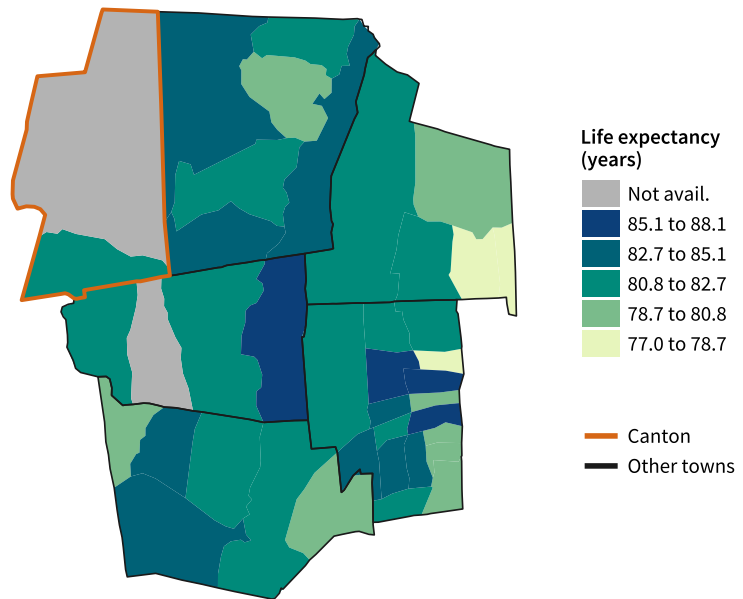 Life expectancy
(years)
Not avail.
85.1 to 88.1
82.7 to 85.1
80.8 to 82.7
78.7 to 80.8
77.0 to 78.7
Canton
Other towns